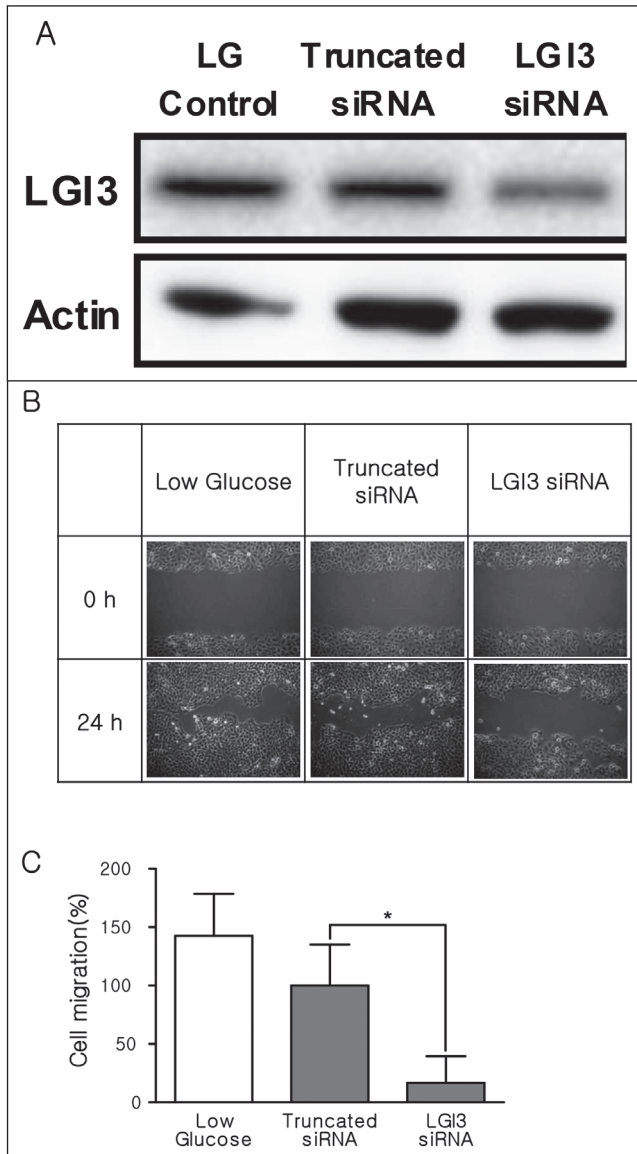 A
LG Control
Truncated siRNA
LGI3 siRNA
LGI3
Actin
B
Low Glucose
Truncated siRNA
LGI3 siRNA
0 h
24 h
C
Cell migration(%)
200
150
100
50
0
*
Low Glucose
Truncated siRNA
LGI3 siRNA